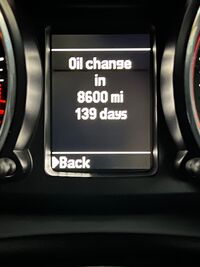 Oil change
in
8600 mi
139 days
Back